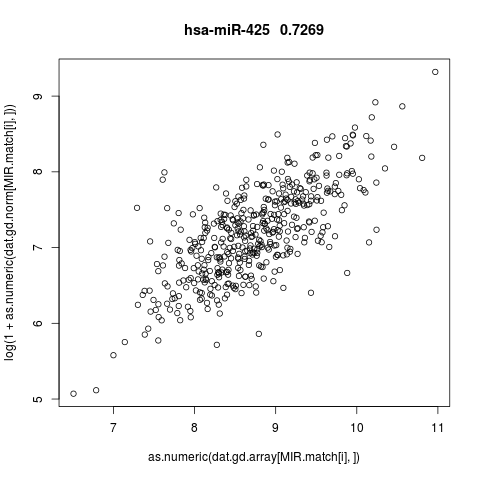 hsa-miR-425 0.7269
log(1 + as.numeric(dat.gd.norm[MIR.match[i], ]))
9
8
7
6
5
7 8 9 10 11
as.numeric(dat.gd.array[MIR.match[i], ])